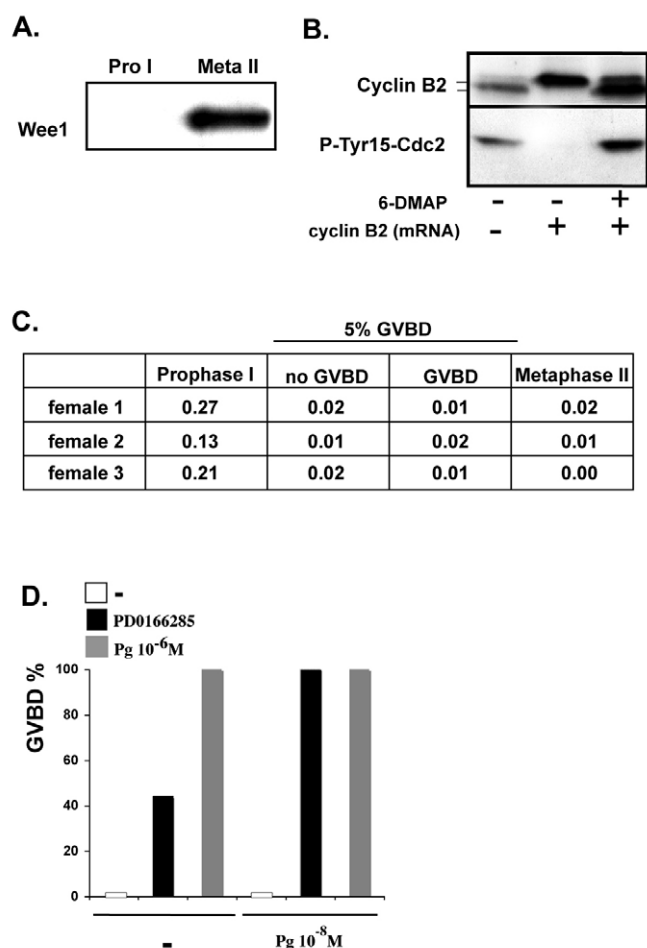 A.
Pro I Meta II
Wee1
B.
Cyclin B2
P-Tyr15-Cdc2
6-DMAP - - +
cyclin B2 (mRNA) - + +
C.
5% GVBD
Prophase I no GVBD GVBD Metaphase II
female 1 0.27 0.02 0.01 0.02
female 2 0.13 0.01 0.02 0.01
female 3 0.21 0.02 0.01 0.00
D.
-
PD0166285
Pg 10⁻⁶M
GVBD %
100
80
60
40
20
0
- Pg 10⁻⁸M